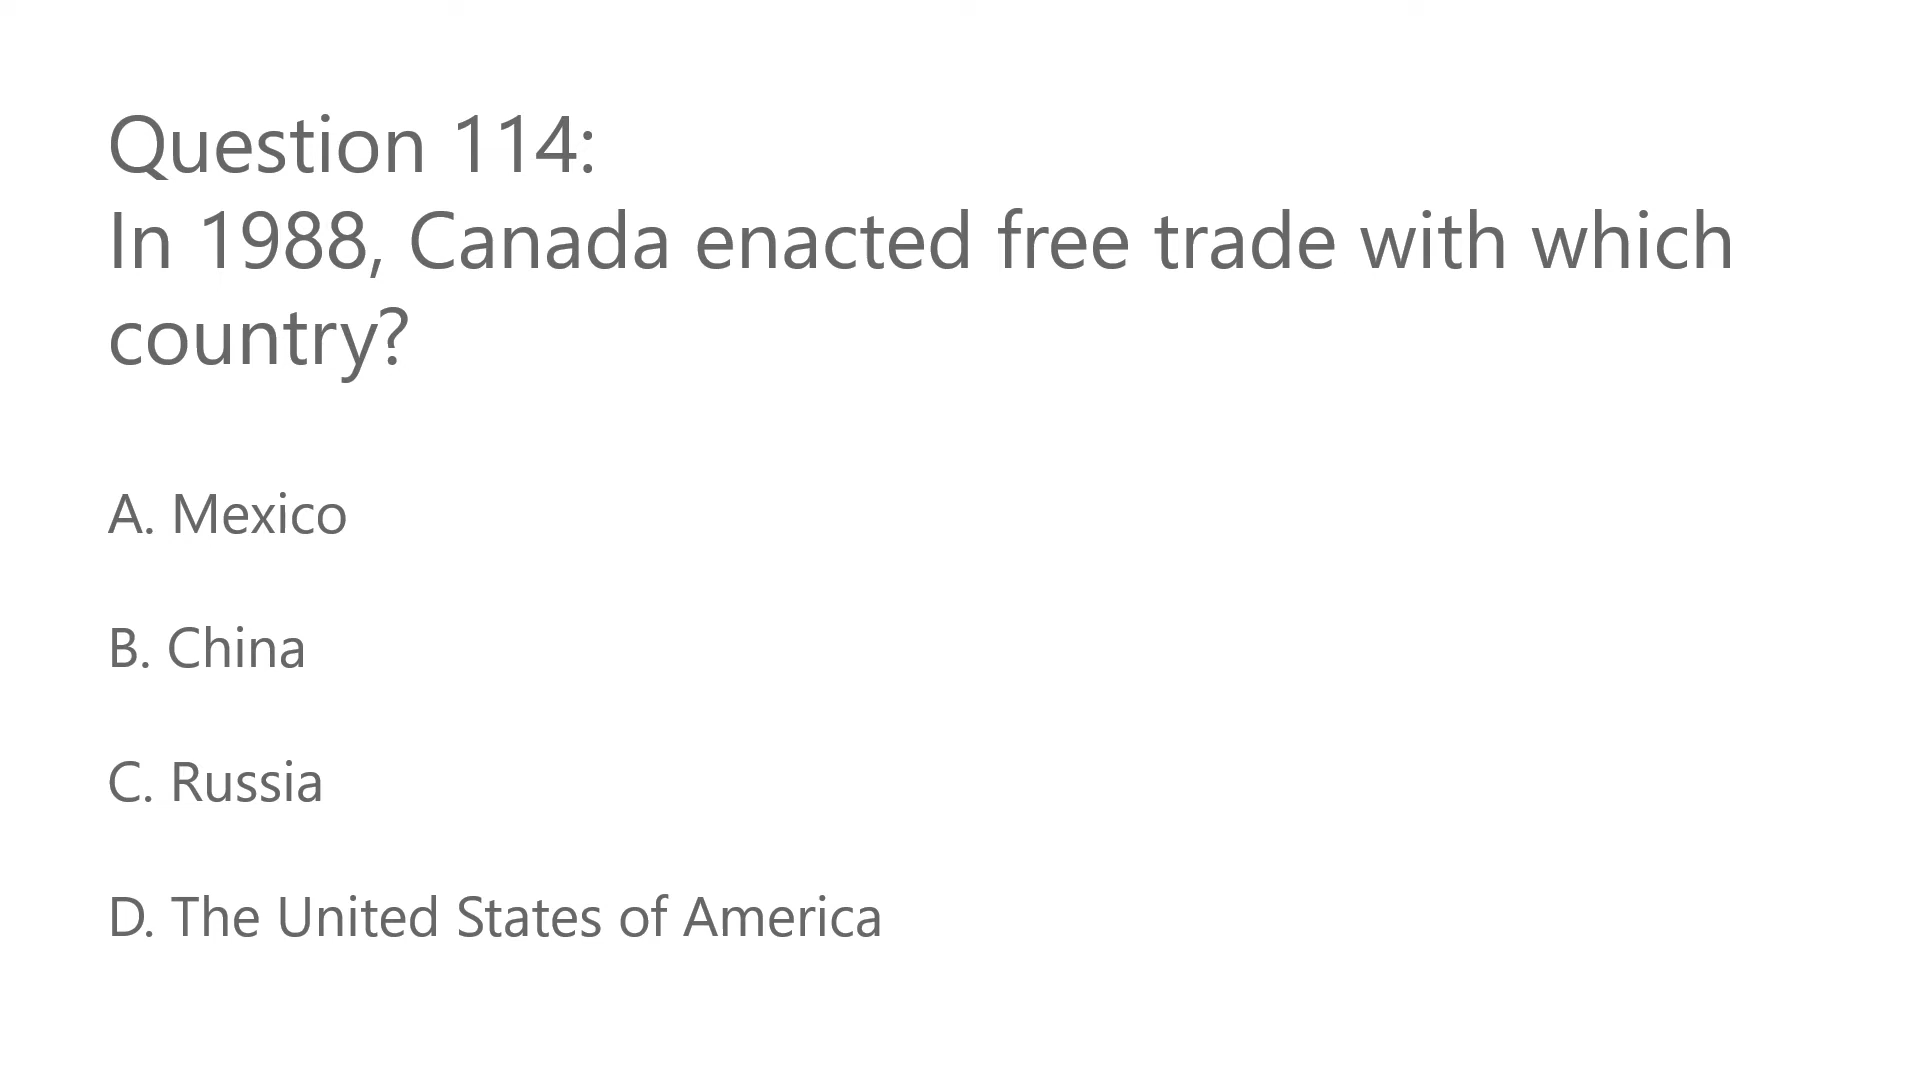 Question 114:
In 1988, Canada enacted free trade with which
country?
A. Mexico
B. China
C. Russia
D. The United States of America